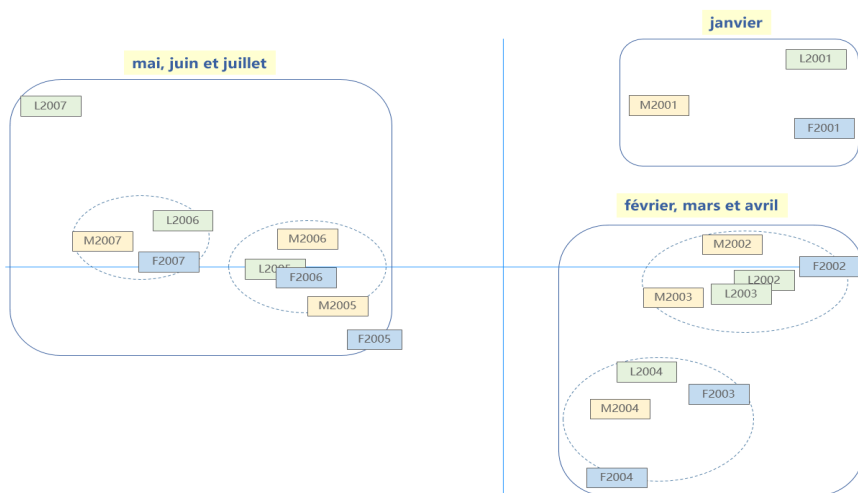 janvier
L2001
M2001
F2001
mai, juin et juillet
L2007
L2006
M2007
F2007
M2006
L2005
F2006
M2005
F2005
février, mars et avril
M2002
F2002
L2002
L2003
M2003
L2004
F2003
M2004
F2004